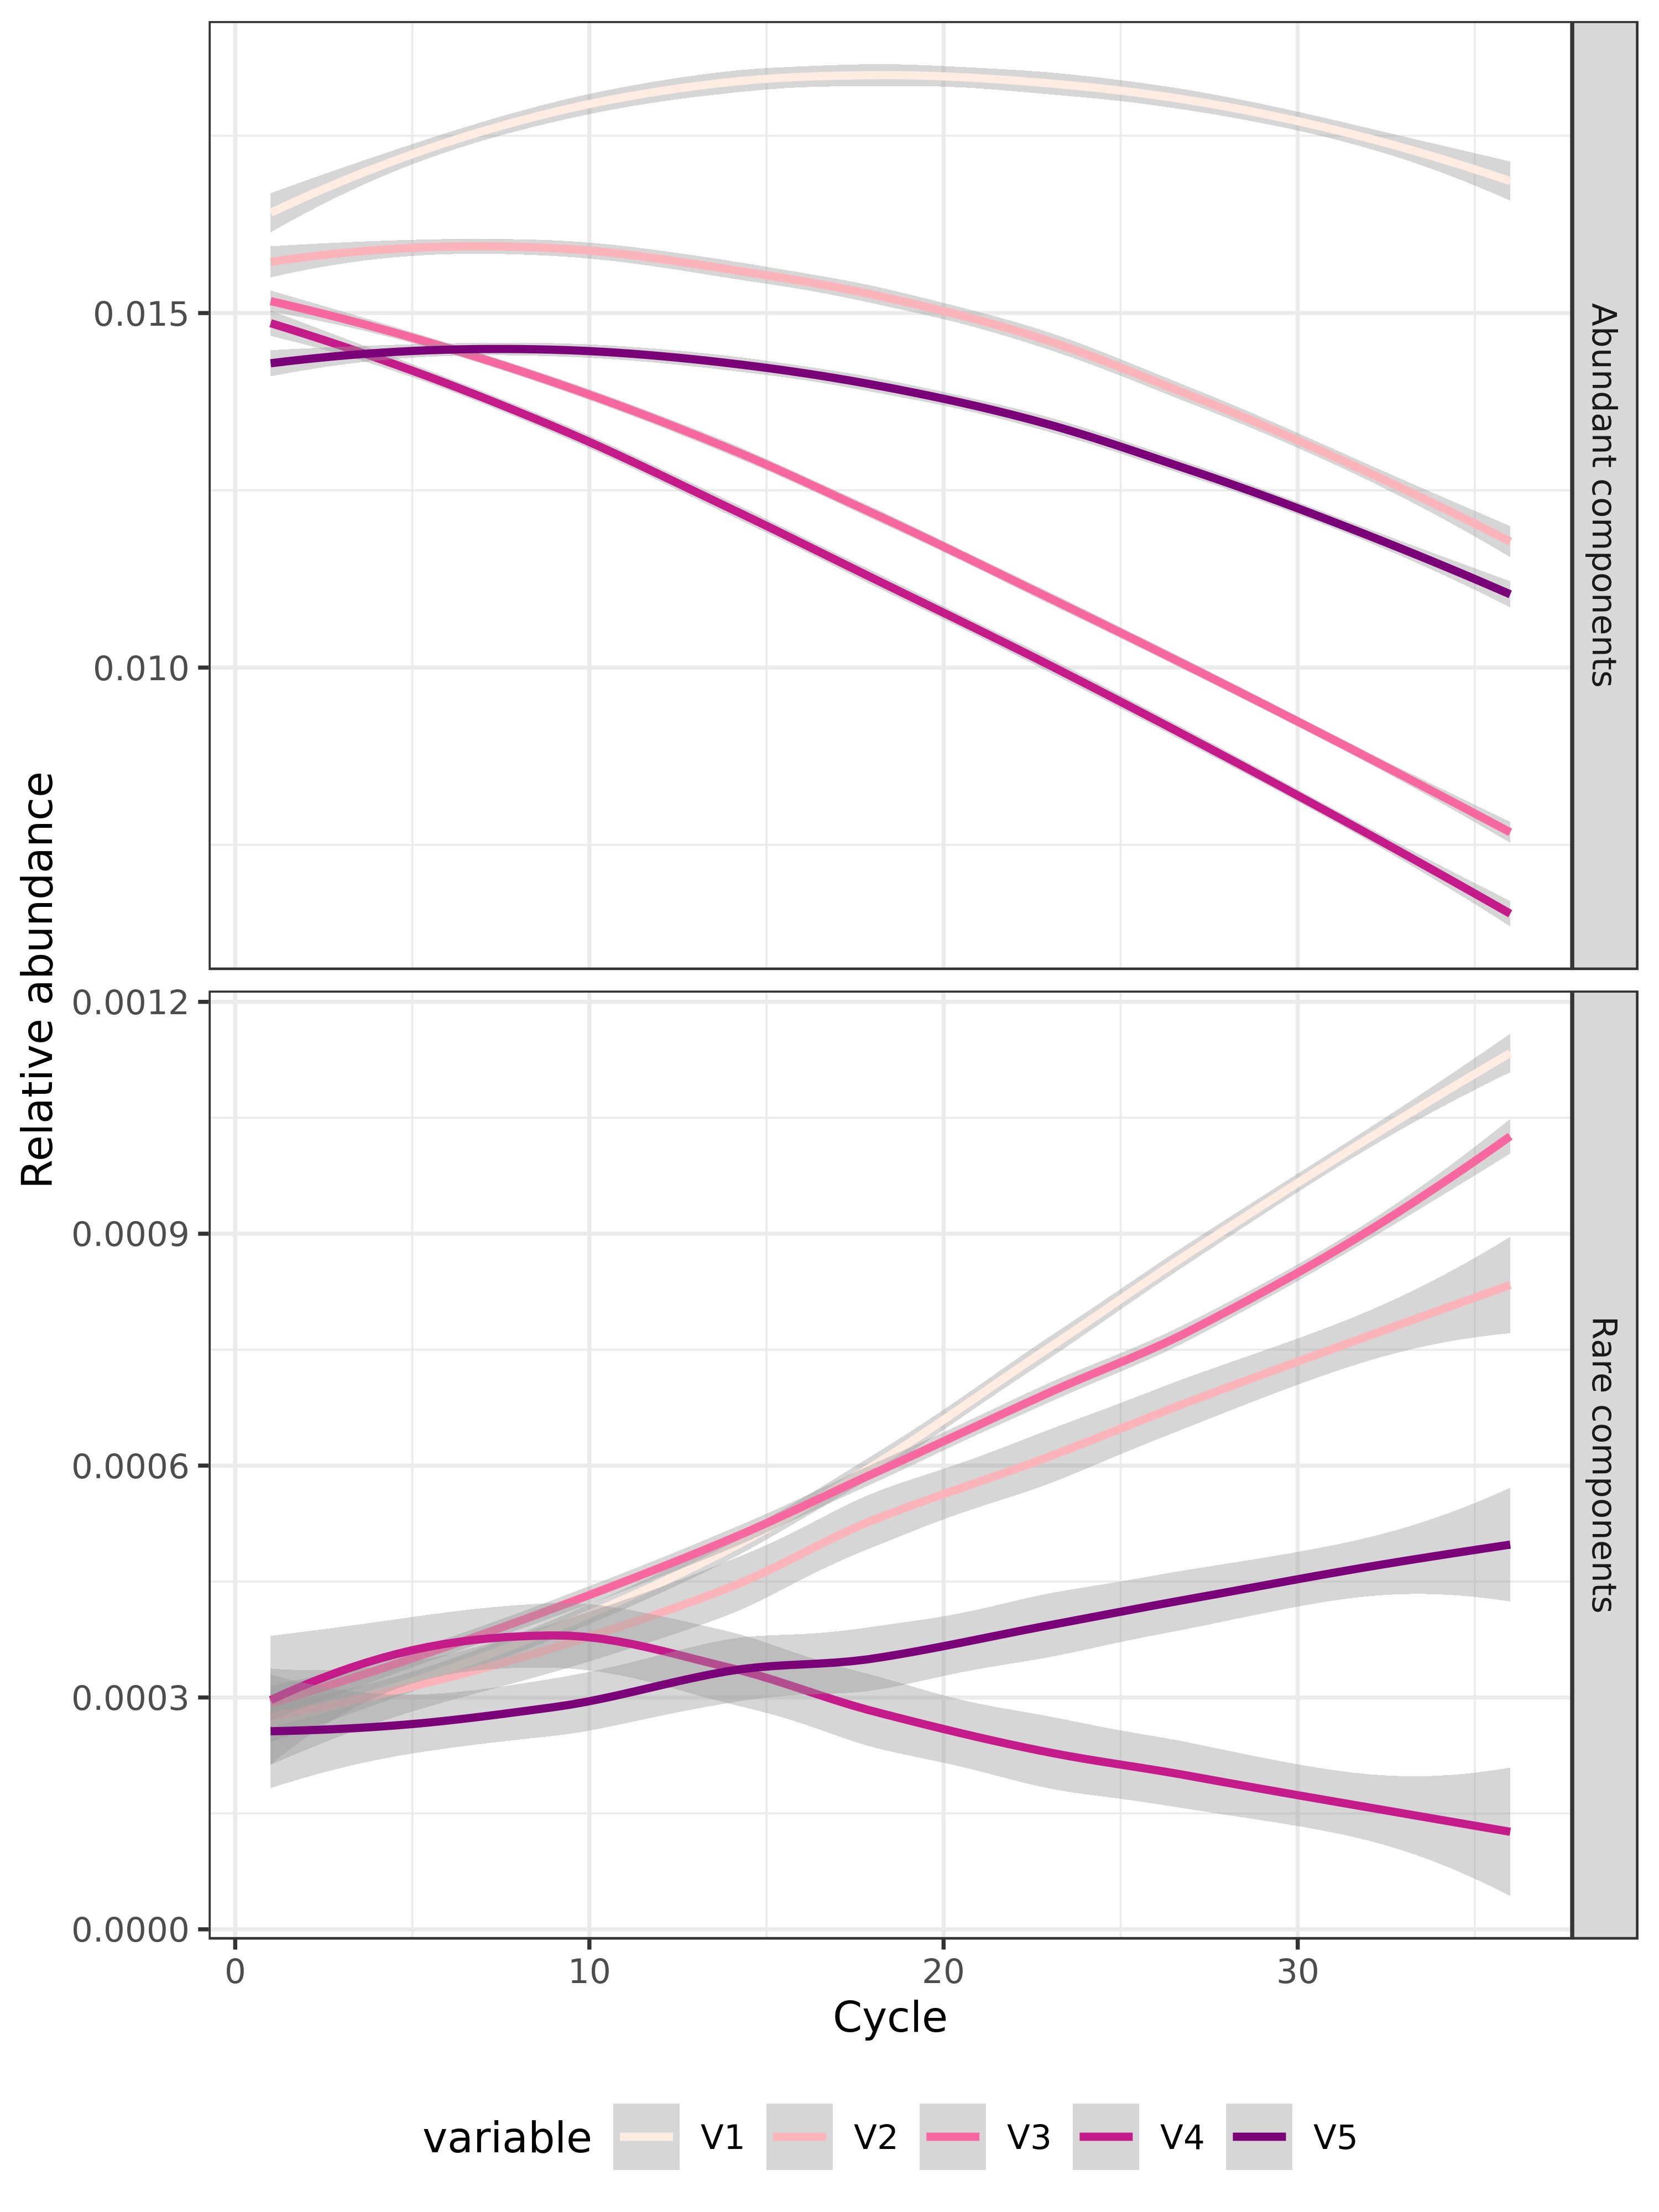 Relative abundance
0.015
0.010
Abundant components
0.0012
0.0009
0.0006
0.0003
0.0000
Rare components
0 10 20 30
Cycle
variable V1 V2 V3 V4 V5